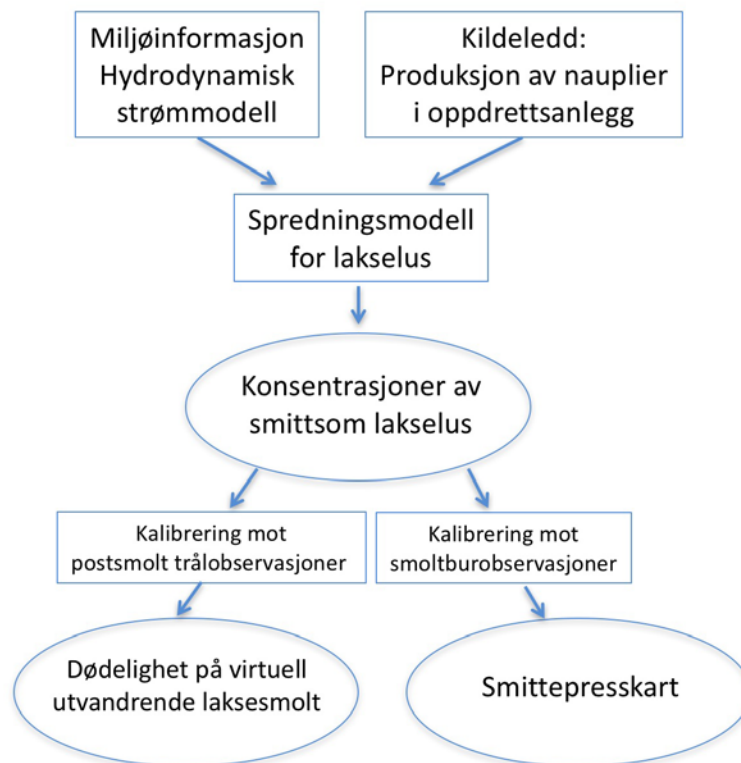 Miljøinformasjon
Hydrodynamisk
strømmodell
Kildeledd:
Produksjon av nauplier
i oppdrettsanlegg
Spredningsmodell
for lakselus
Konsentrasjoner av
smittsom lakselus
Kalibrering mot
postsmolt trålobservasjoner
Kalibrering mot
smoltburobservasjoner
Dødelighet på virtuell
utvandrende laksesmolt
Smittepresskart